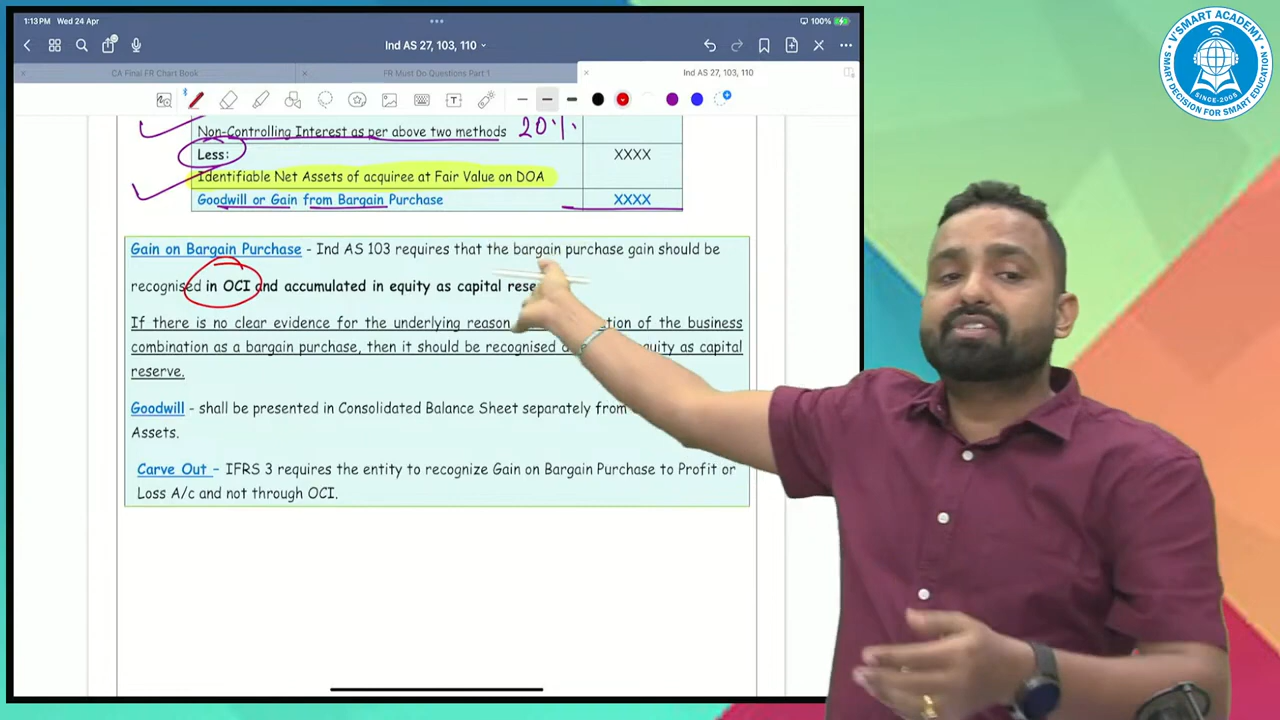 1:13 PM Wed 24 Apr
100%
Ind AS 27, 103, 110
CA Final FR Chart Book
FR Must Do Questions Part 1
Ind AS 27, 103, 110
Non-Controlling Interest as per above two methods 20%
Less: XXXX
Identifiable Net Assets of acquiree at Fair Value on DOA
Goodwill or Gain from Bargain Purchase XXXX
Gain on Bargain Purchase - Ind AS 103 requires that the bargain purchase gain should be
recognised in OCI and accumulated in equity as capital
If there is no clear evidence for the underlying reason of the business
combination as a bargain purchase, then it should be recognised as capital
reserve.
Goodwill - shall be presented in Consolidated Balance Sheet separately from
Assets.
Carve Out - IFRS 3 requires the entity to recognize Gain on Bargain Purchase to Profit or
Loss A/c and not through OCI.
V'SMART ACADEMY
SINCE-2005
SMART DECISION FOR SMART EDUCATION